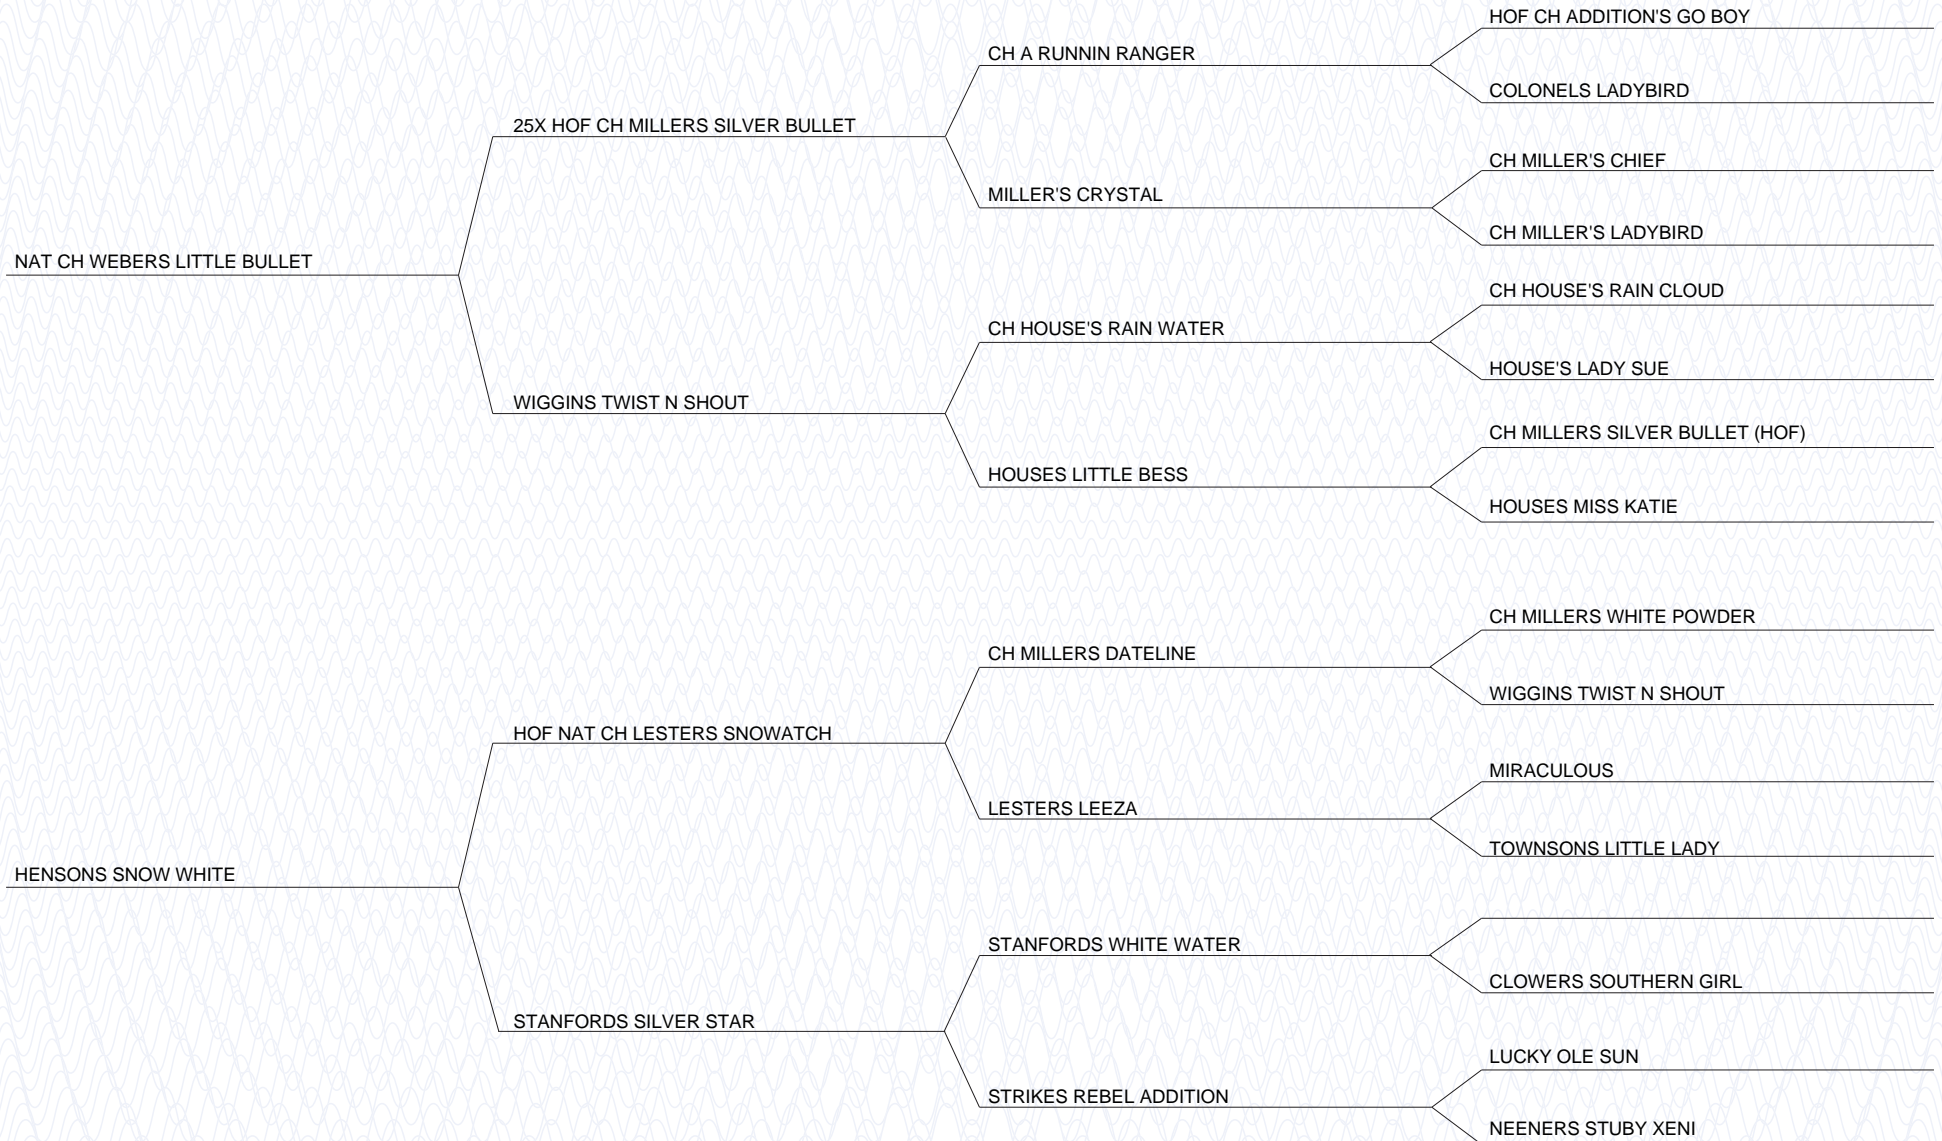 HOF CH ADDITION'S GO BOY
CH A RUNNIN RANGER
COLONELS LADYBIRD
25X HOF CH MILLERS SILVER BULLET
CH MILLER'S CHIEF
MILLER'S CRYSTAL
CH MILLER'S LADYBIRD
NAT CH WEBERS LITTLE BULLET
CH HOUSE'S RAIN CLOUD
CH HOUSE'S RAIN WATER
HOUSE'S LADY SUE
WIGGINS TWIST N SHOUT
CH MILLERS SILVER BULLET (HOF)
HOUSES LITTLE BESS
HOUSES MISS KATIE
CH MILLERS WHITE POWDER
CH MILLERS DATELINE
WIGGINS TWIST N SHOUT
HOF NAT CH LESTERS SNOWATCH
MIRACULOUS
LESTERS LEEZA
TOWNSONS LITTLE LADY
HENSONS SNOW WHITE
STANFORDS WHITE WATER
CLOWERS SOUTHERN GIRL
STANFORDS SILVER STAR
LUCKY OLE SUN
STRIKES REBEL ADDITION
NEENERS STUBY XENI